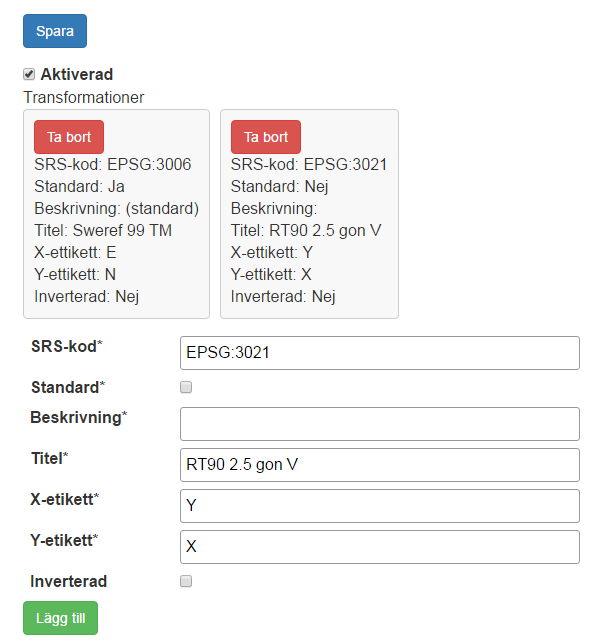 Spara
Aktiverad
Transformationer
Ta bort
SRS-kod: EPSG:3006
Standard: Ja
Beskrivning: (standard)
Titel: Sweref 99 TM
X-ettikett: E
Y-ettikett: N
Inverterad: Nej
Ta bort
SRS-kod: EPSG:3021
Standard: Nej
Beskrivning:
Titel: RT90 2.5 gon V
X-ettikett: Y
Y-ettikett: X
Inverterad: Nej
SRS-kod* EPSG:3021
Standard*
Beskrivning*
Titel* RT90 2.5 gon V
X-etikett* Y
Y-etikett* X
Inverterad
Lägg till